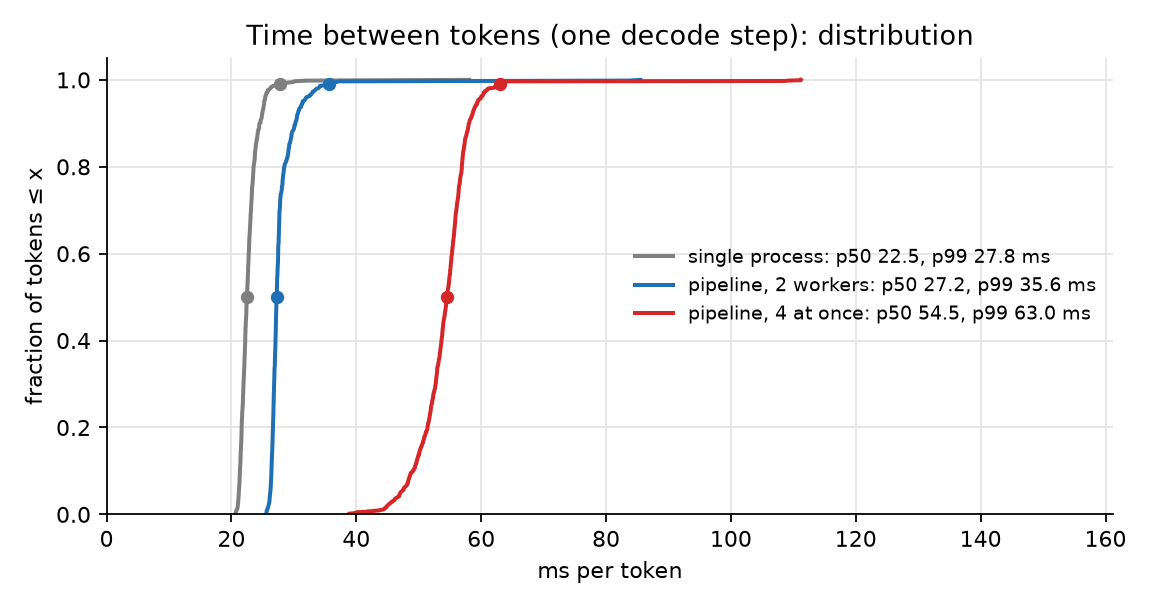 Time between tokens (one decode step): distribution
fraction of tokens ≤ x
1.0
0.8
0.6
0.4
0.2
0.0
single process: p50 22.5, p99 27.8 ms
pipeline, 2 workers: p50 27.2, p99 35.6 ms
pipeline, 4 at once: p50 54.5, p99 63.0 ms
0 20 40 60 80 100 120 140 160
ms per token